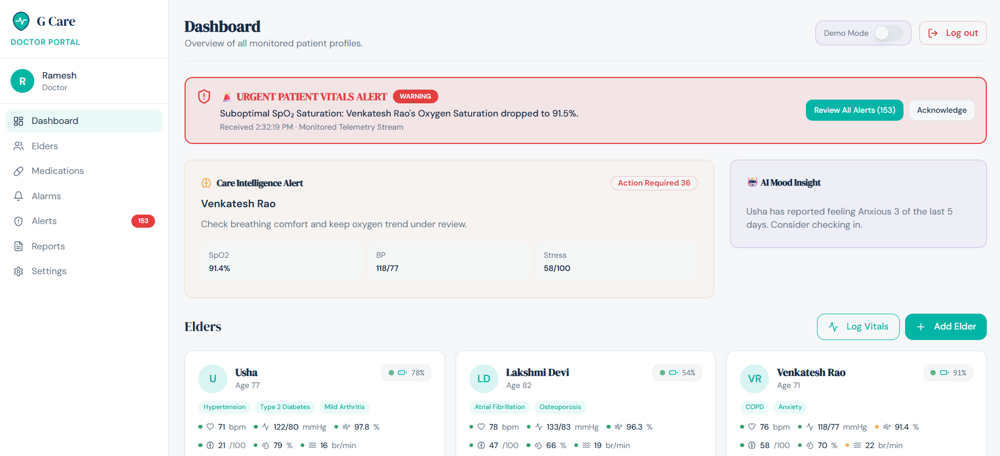 G Care
DOCTOR PORTAL
R
Ramesh
Doctor
Dashboard
Elders
Medications
Alarms
Alerts
153
Reports
Settings
Dashboard
Overview of all monitored patient profiles.
Demo Mode
Log out
URGENT PATIENT VITALS ALERT
WARNING
Suboptimal SpO₂ Saturation: Venkatesh Rao's Oxygen Saturation dropped to 91.5%.
Received 2:32:19 PM · Monitored Telemetry Stream
Review All Alerts (153)
Acknowledge
Care Intelligence Alert
Action Required 36
Venkatesh Rao
Check breathing comfort and keep oxygen trend under review.
SpO2
91.4%
BP
118/77
Stress
58/100
AI Mood Insight
Usha has reported feeling Anxious 3 of the last 5
days. Consider checking in.
Elders
Log Vitals
Add Elder
U
Usha
Age 77
78%
Hypertension
Type 2 Diabetes
Mild Arthritis
71 bpm 122/80 mmHg 97.8 %
21 /100 79 % 16 br/min
LD
Lakshmi Devi
Age 82
54%
Atrial Fibrillation
Osteoporosis
78 bpm 133/83 mmHg 96.3 %
47 /100 66 % 19 br/min
VR
Venkatesh Rao
Age 71
91%
COPD
Anxiety
76 bpm 118/77 mmHg 91.4 %
58 /100 70 % 22 br/min